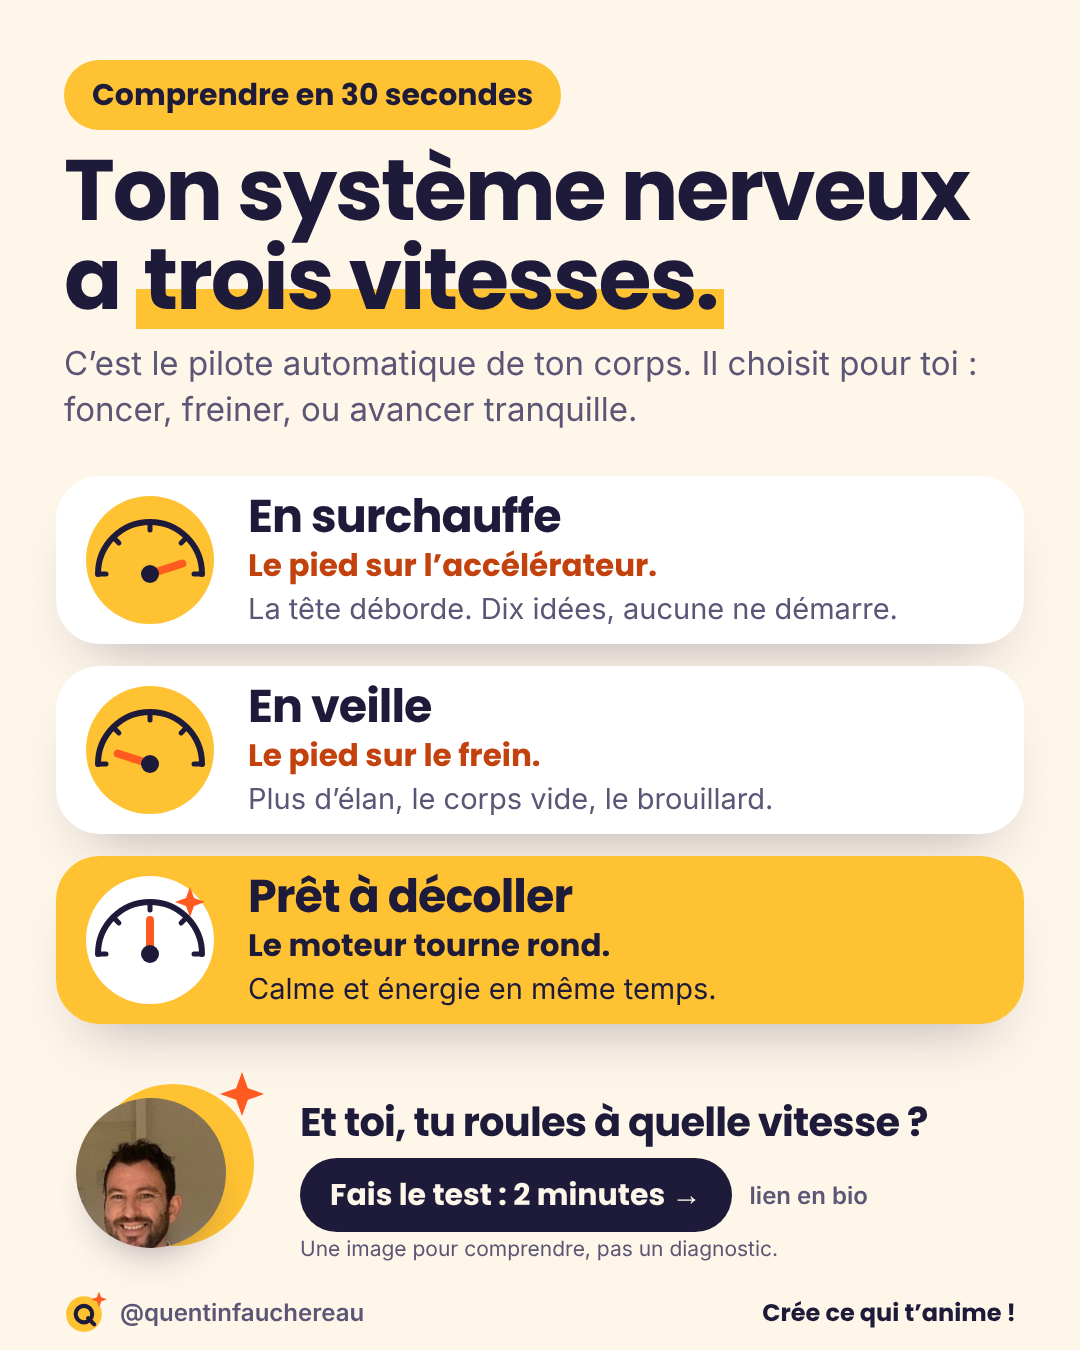 Comprendre en 30 secondes
Ton système nerveux
a trois vitesses.
C’est le pilote automatique de ton corps. Il choisit pour toi :
foncer, freiner, ou avancer tranquille.
En surchauffe
Le pied sur l’accélérateur.
La tête déborde. Dix idées, aucune ne démarre.
En veille
Le pied sur le frein.
Plus d’élan, le corps vide, le brouillard.
Prêt à décoller
Le moteur tourne rond.
Calme et énergie en même temps.
Et toi, tu roules à quelle vitesse ?
Fais le test : 2 minutes → lien en bio
Une image pour comprendre, pas un diagnostic.
Q @quentinfauchereau
Crée ce qui t’anime !